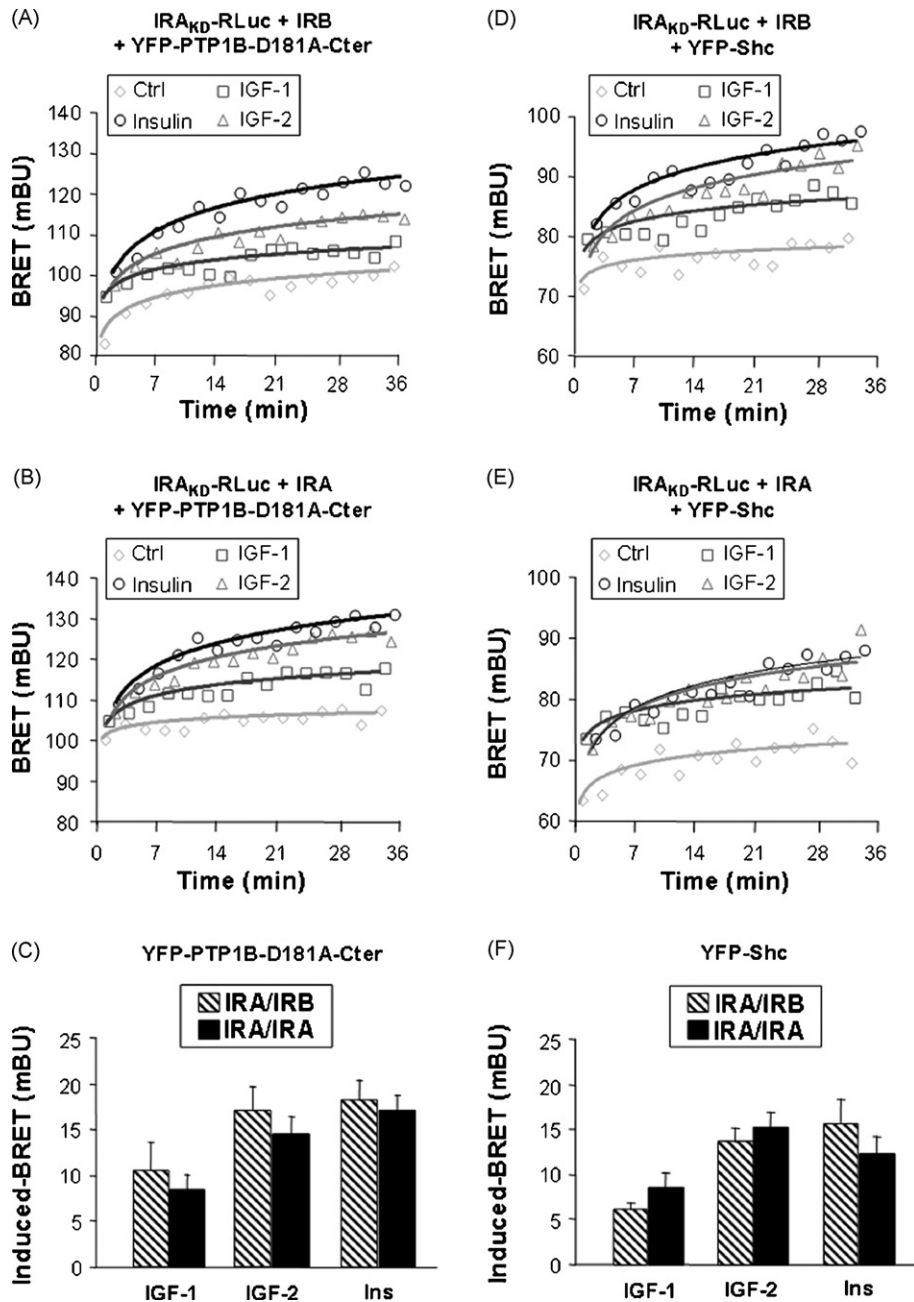 (A)
IRAKD-RLuc + IRB
+ YFP-PTP1B-D181A-Cter
Ctrl
IGF-1
Insulin
IGF-2
BRET (mBU)
140
130
120
110
100
90
80
0
7
14
21
28
36
Time (min)
(D)
IRAKD-RLuc + IRB
+ YFP-Shc
Ctrl
IGF-1
Insulin
IGF-2
BRET (mBU)
100
90
80
70
60
0
7
14
21
28
36
Time (min)
(B)
IRAKD-RLuc + IRA
+ YFP-PTP1B-D181A-Cter
Ctrl
IGF-1
Insulin
IGF-2
BRET (mBU)
140
130
120
110
100
90
80
0
7
14
21
28
36
Time (min)
(E)
IRAKD-RLuc + IRA
+ YFP-Shc
Ctrl
IGF-1
Insulin
IGF-2
BRET (mBU)
100
90
80
70
60
0
7
14
21
28
36
Time (min)
(C)
YFP-PTP1B-D181A-Cter
IRA/IRB
IRA/IRA
Induced-BRET (mBU)
25
20
15
10
5
0
IGF-1
IGF-2
Ins
(F)
YFP-Shc
IRA/IRB
IRA/IRA
Induced-BRET (mBU)
25
20
15
10
5
0
IGF-1
IGF-2
Ins